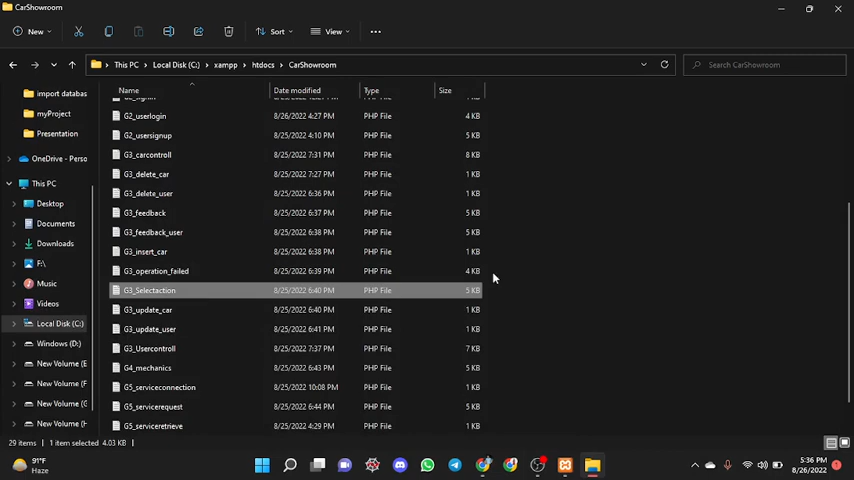 CarShowroom
New
Sort
View
This PC
Local Disk (C:)
xampp
htdocs
CarShowroom
Search CarShowroom
Name
Date modified
Type
Size
import databas
G2_userlogin 8/26/2022 4:27 PM PHP File 4 KB
myProject
G2_usersignup 8/25/2022 4:10 PM PHP File 5 KB
Presentation
G3_carcontroll 8/25/2022 7:31 PM PHP File 8 KB
OneDrive - Perso
G3_delete_car 8/25/2022 7:27 PM PHP File 1 KB
This PC
G3_delete_user 8/25/2022 6:36 PM PHP File 1 KB
Desktop
G3_feedback 8/25/2022 6:37 PM PHP File 5 KB
Documents
G3_feedback_user 8/25/2022 6:38 PM PHP File 5 KB
Downloads
G3_insert_car 8/25/2022 6:38 PM PHP File 1 KB
F:\
G3_operation_failed 8/25/2022 6:39 PM PHP File 4 KB
Music
G3_Selectaction 8/25/2022 6:40 PM PHP File 5 KB
Videos
G3_update_car 8/25/2022 6:40 PM PHP File 1 KB
Local Disk (C:)
G3_update_user 8/25/2022 6:41 PM PHP File 1 KB
Windows (D:)
G3_Usercontroll 8/25/2022 7:37 PM PHP File 7 KB
New Volume (E
G4_mechanics 8/25/2022 6:43 PM PHP File 5 KB
New Volume (F
G5_serviceconnection 8/25/2022 10:08 PM PHP File 1 KB
New Volume (G
G5_servicerequest 8/25/2022 6:44 PM PHP File 5 KB
New Volume (H
G5_serviceretrieve 8/25/2022 4:29 PM PHP File 1 KB
29 items 1 item selected 4.03 KB
91°F
Haze
5:36 PM
8/26/2022